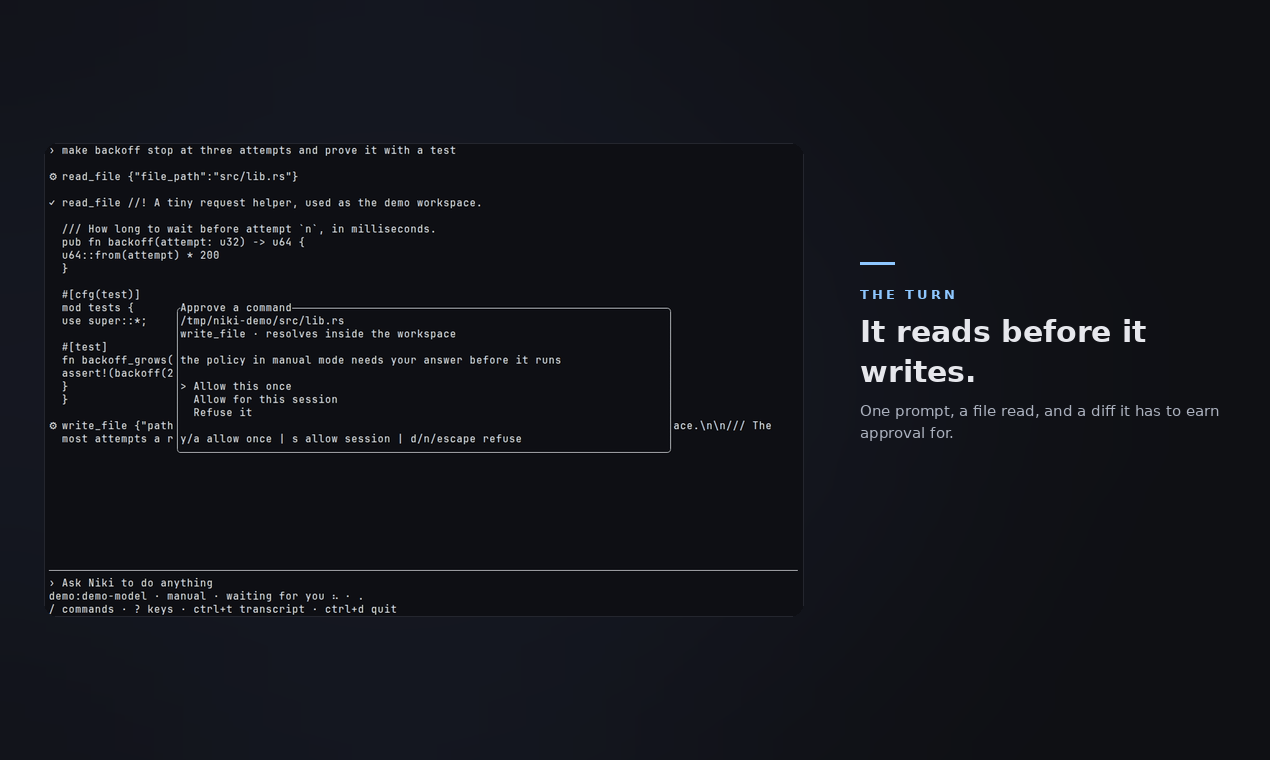 › make backoff stop at three attempts and prove it with a test
⚙ read_file {"file_path":"src/lib.rs"}
✓ read_file //! A tiny request helper, used as the demo workspace.
/// How long to wait before attempt `n`, in milliseconds.
pub fn backoff(attempt: u32) -> u64 {
u64::from(attempt) * 200
}
#[cfg(test)]
mod tests {
use super::*;
#[test]
fn backoff_grows(
assert!(backoff(2
}
}
⚙ write_file {"path
ace.\n\n/// The
most attempts a r
Approve a command
/tmp/niki-demo/src/lib.rs
write_file · resolves inside the workspace
the policy in manual mode needs your answer before it runs
> Allow this once
Allow for this session
Refuse it
y/a allow once | s allow session | d/n/escape refuse
› Ask Niki to do anything
demo:demo-model · manual · waiting for you ⠦ · .
/ commands · ? keys · ctrl+t transcript · ctrl+d quit
THE TURN
It reads before it
writes.
One prompt, a file read, and a diff it has to earn
approval for.